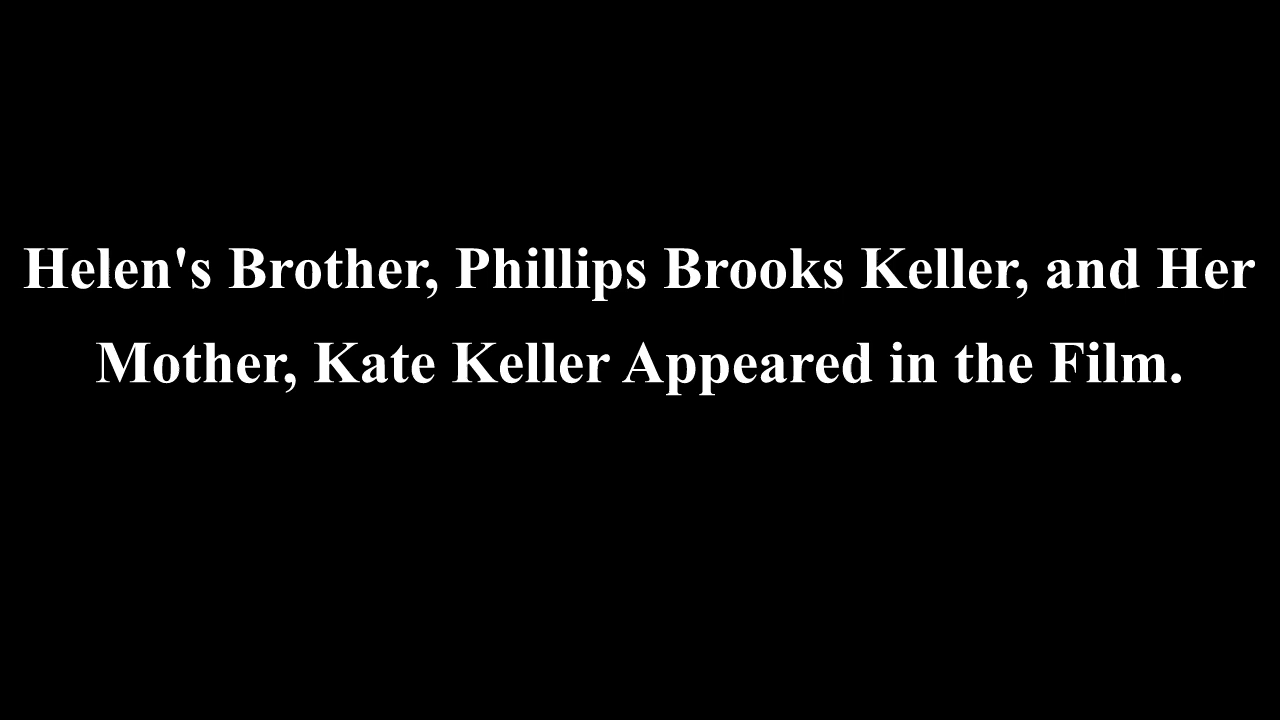 Helen's Brother, Phillips Brooks Keller, and Her
Mother, Kate Keller Appeared in the Film.